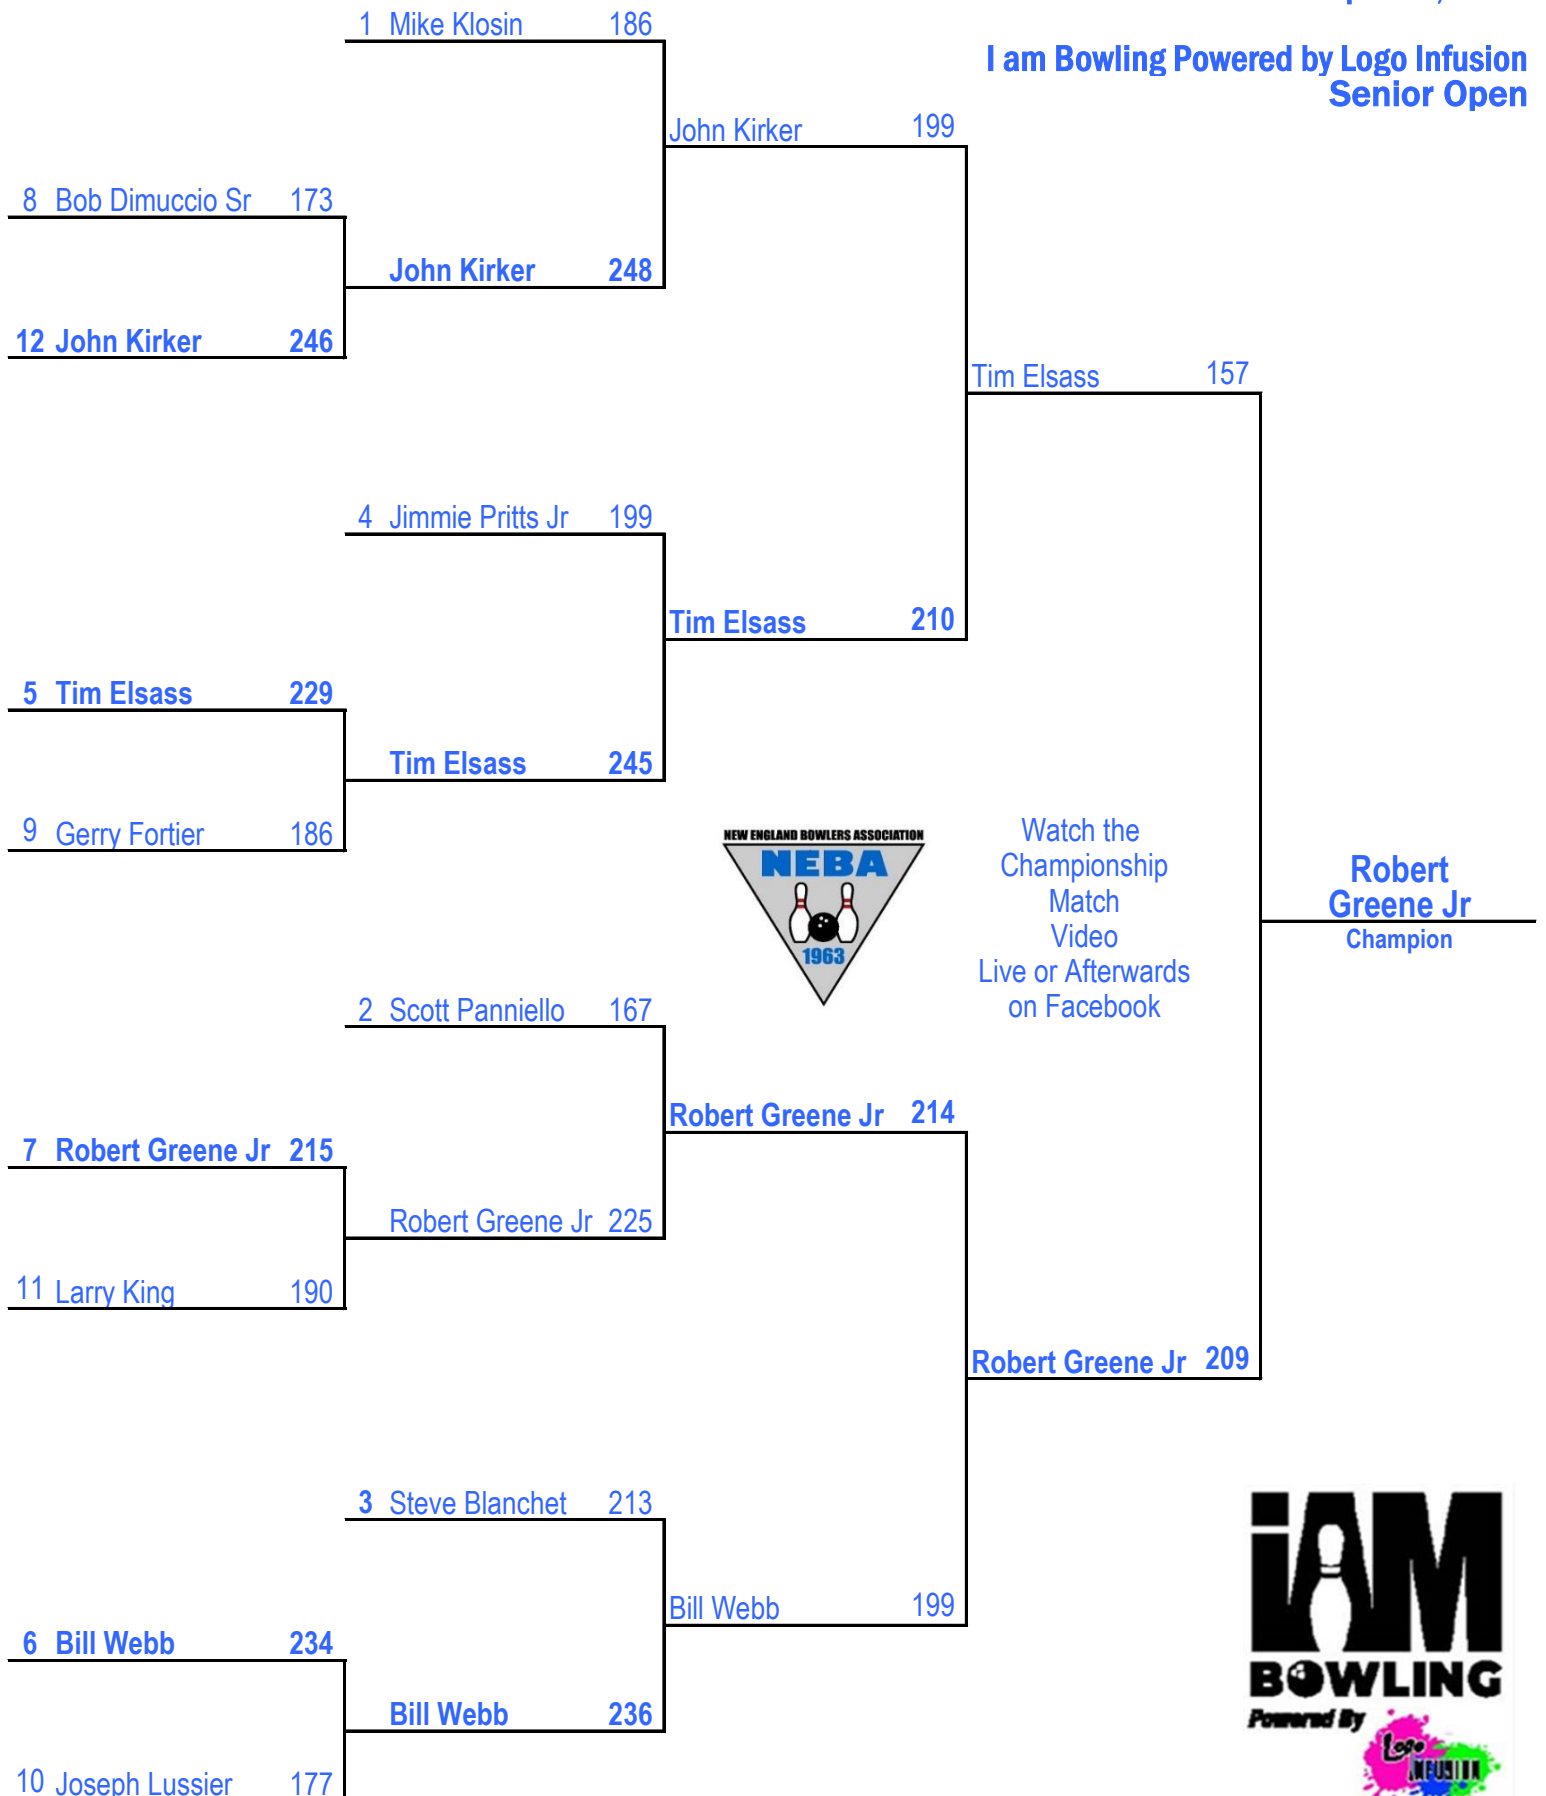 I am Bowling Powered by Logo Infusion
Senior Open
1 Mike Klosin 186
John Kirker 199
8 Bob Dimuccio Sr 173
John Kirker 248
12 John Kirker 246
Tim Elsass 157
4 Jimmie Pritts Jr 199
Tim Elsass 210
5 Tim Elsass 229
Tim Elsass 245
9 Gerry Fortier 186
NEW ENGLAND BOWLERS ASSOCIATION
NEBA
1963
Watch the
Championship
Match
Video
Live or Afterwards
on Facebook
Robert
Greene Jr
Champion
2 Scott Panniello 167
Robert Greene Jr 214
7 Robert Greene Jr 215
Robert Greene Jr 225
11 Larry King 190
Robert Greene Jr 209
3 Steve Blanchet 213
Bill Webb 199
6 Bill Webb 234
Bill Webb 236
10 Joseph Lussier 177
iAM
BOWLING
Powered By
Logo
INFUSION